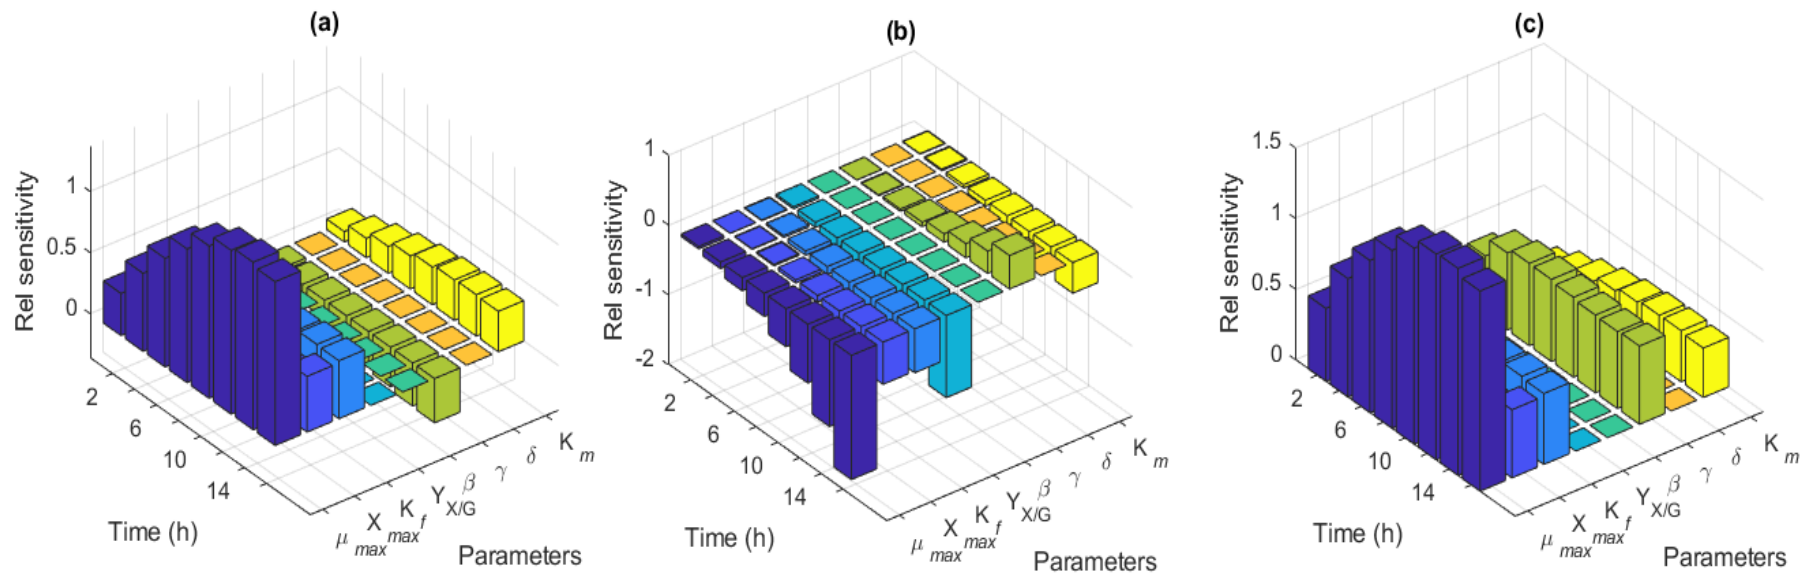 (a)
Rel sensitivity
1
0.5
0
2
6
10
14
Time (h)
μ max
X max
K f
Y X/G
β
γ
δ
K m
Parameters
(b)
Rel sensitivity
1
0
-1
-2
2
6
10
14
Time (h)
μ max
X max
K f
Y X/G
β
γ
δ
K m
Parameters
(c)
Rel sensitivity
1.5
1
0.5
0
2
6
10
14
Time (h)
μ max
X max
K f
Y X/G
β
γ
δ
K m
Parameters